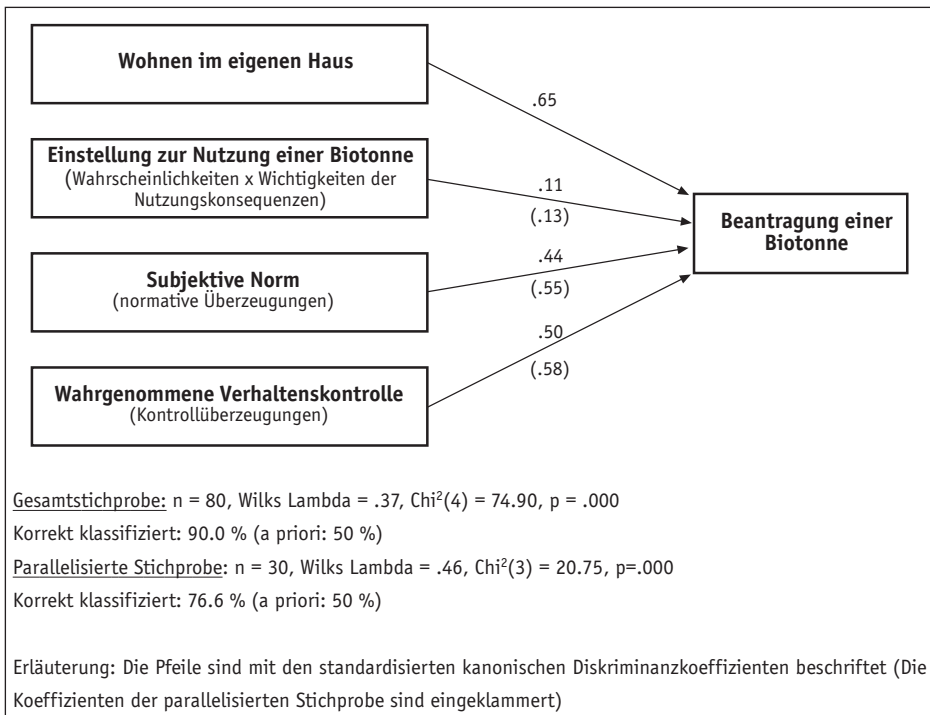 Wohnen im eigenen Haus
.65
Einstellung zur Nutzung einer Biotonne
(Wahrscheinlichkeiten x Wichtigkeiten der
Nutzungskonsequenzen)
.11
(.13)
Beantragung einer
Biotonne
Subjektive Norm
(normative Überzeugungen)
.44
(.55)
Wahrgenommene Verhaltenskontrolle
(Kontrollüberzeugungen)
.50
(.58)
Gesamtstichprobe: n = 80, Wilks Lambda = .37, Chi²(4) = 74.90, p = .000
Korrekt klassifiziert: 90.0 % (a priori: 50 %)
Parallelisierte Stichprobe: n = 30, Wilks Lambda = .46, Chi²(3) = 20.75, p=.000
Korrekt klassifiziert: 76.6 % (a priori: 50 %)
Erläuterung: Die Pfeile sind mit den standardisierten kanonischen Diskriminanzkoeffizienten beschriftet (Die
Koeffizienten der parallelisierten Stichprobe sind eingeklammert)